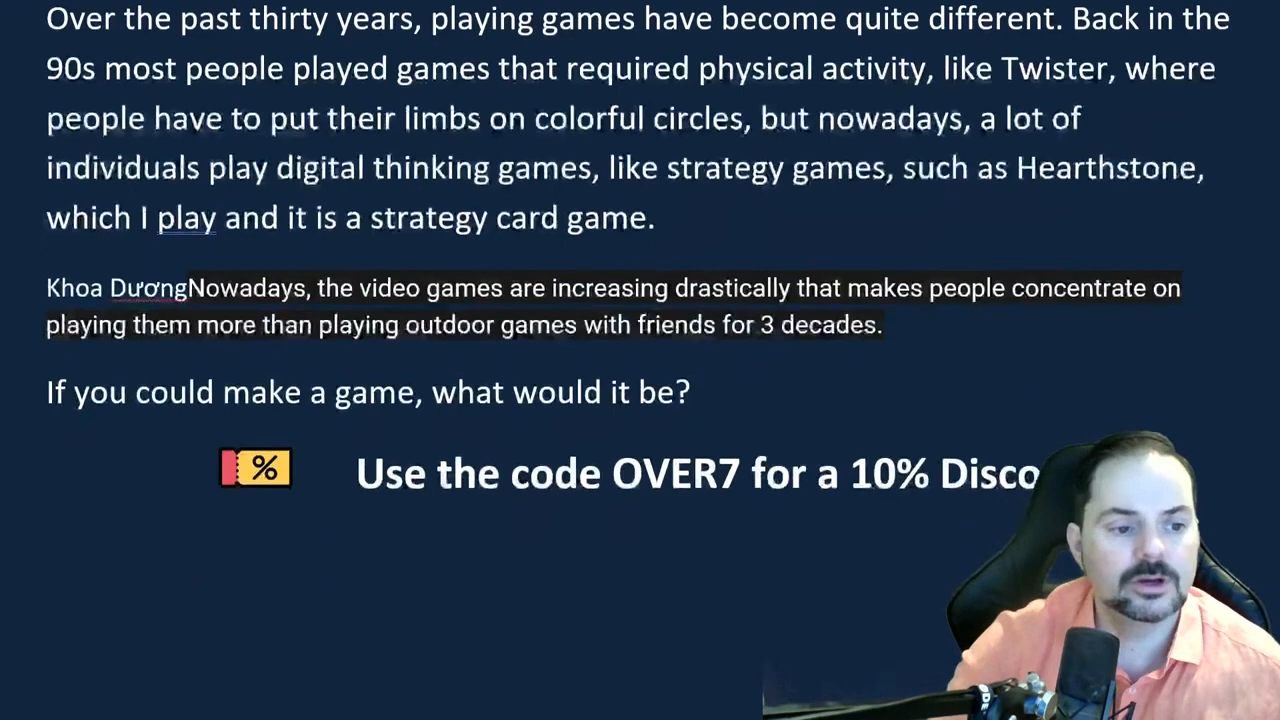 Over the past thirty years, playing games have become quite different. Back in the
90s most people played games that required physical activity, like Twister, where
people have to put their limbs on colorful circles, but nowadays, a lot of
individuals play digital thinking games, like strategy games, such as Hearthstone,
which I play and it is a strategy card game.
Khoa DươngNowadays, the video games are increasing drastically that makes people concentrate on
playing them more than playing outdoor games with friends for 3 decades.
If you could make a game, what would it be?
% Use the code OVER7 for a 10% Disco